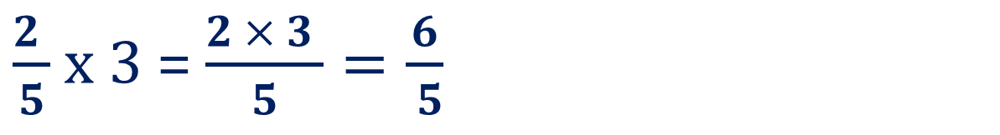 2/5 x 3 = (2 × 3)/5 = 6/5